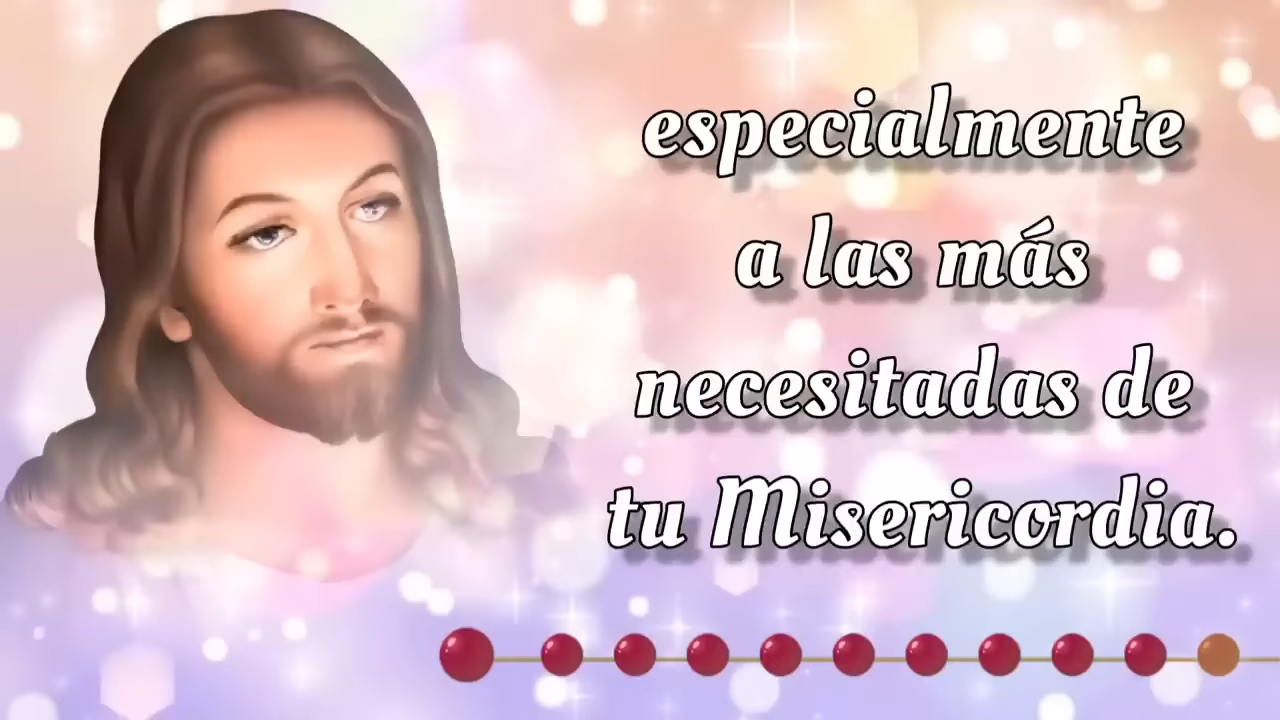 especialmente
a las más
necesitadas de
tu Misericordia.